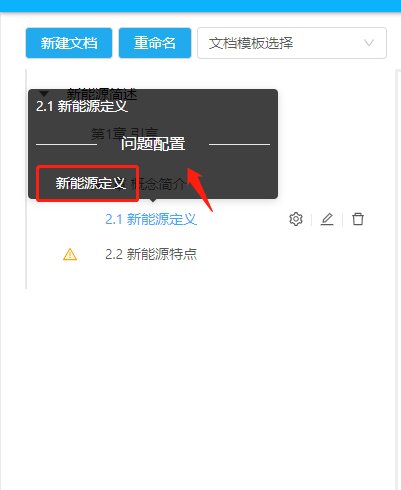 新建文档
重命名
文档模板选择
新能源简述
2.1 新能源定义
第1章 引言
问题配置
新能源定义
概念简介
2.1 新能源定义
2.2 新能源特点